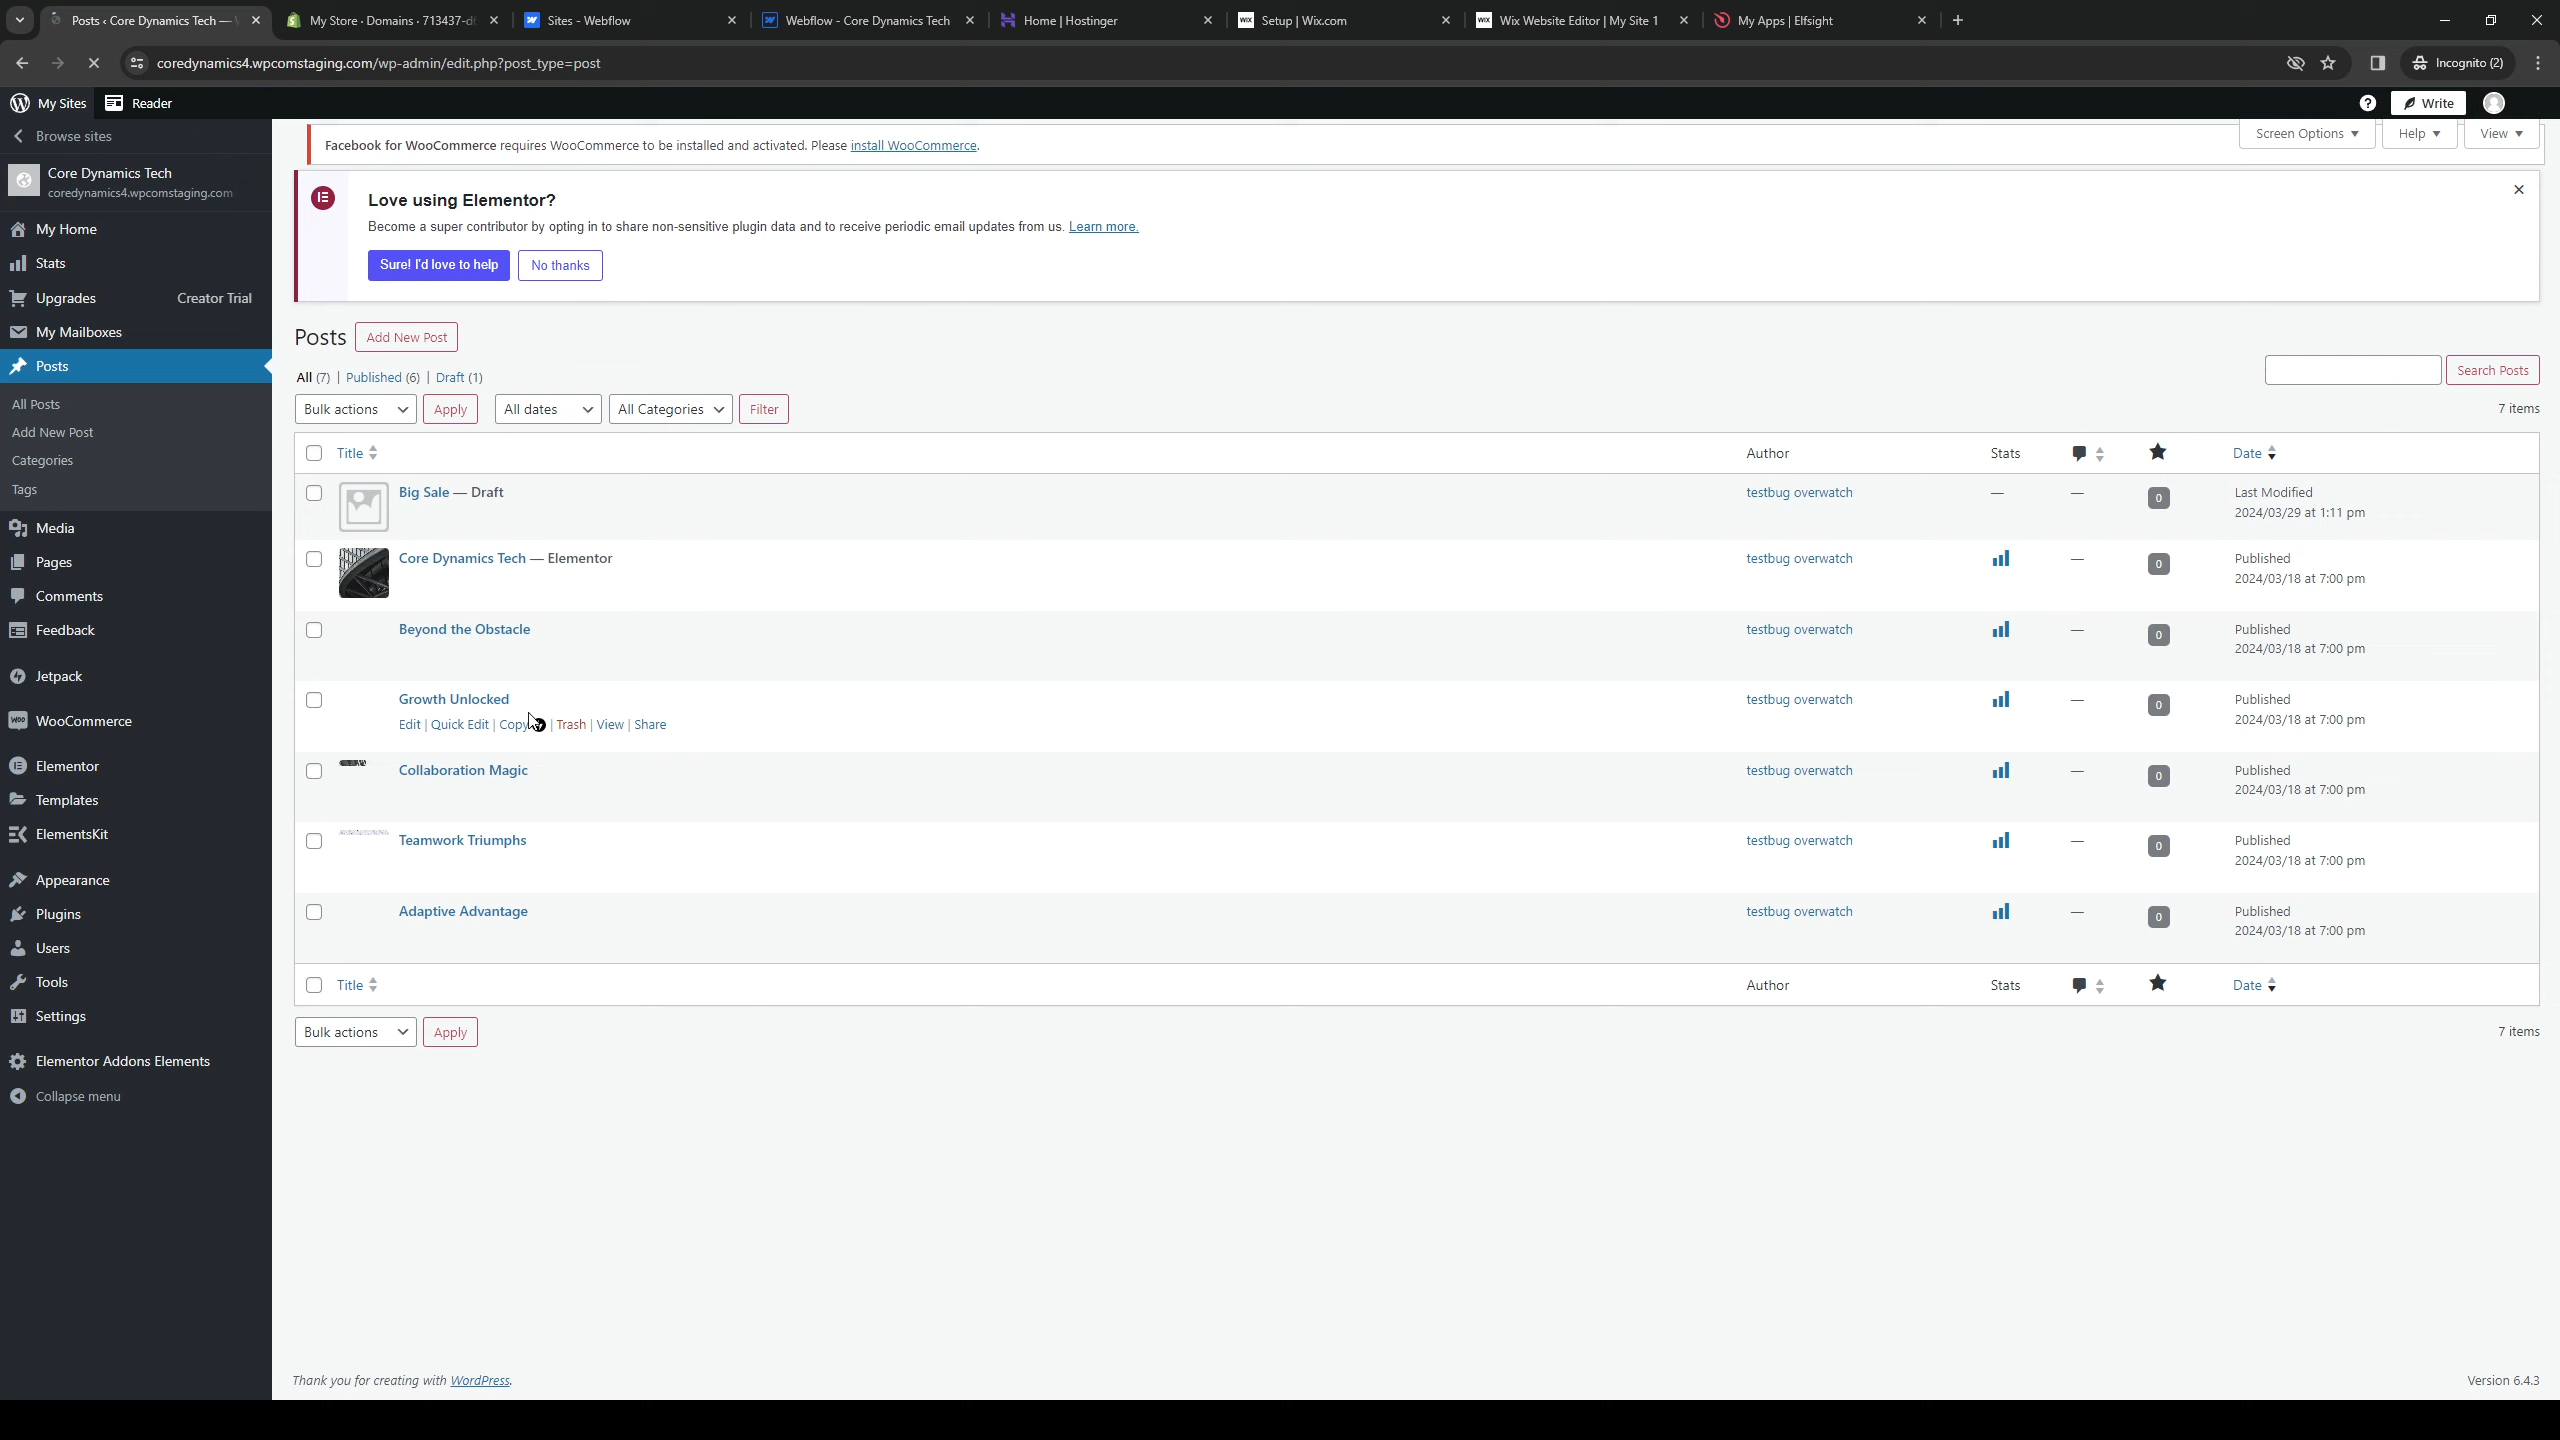 Posts ‹ Core Dynamics Tech —
My Store · Domains · 713437-d
Sites - Webflow
Webflow - Core Dynamics Tech
Home | Hostinger
Setup | Wix.com
Wix Website Editor | My Site 1
My Apps | Elfsight
coredynamics4.wpcomstaging.com/wp-admin/edit.php?post_type=post
Incognito (2)
My Sites
Reader
Write
Browse sites
Core Dynamics Tech
coredynamics4.wpcomstaging.com
My Home
Stats
Upgrades Creator Trial
My Mailboxes
Posts
All Posts
Add New Post
Categories
Tags
Media
Pages
Comments
Feedback
Jetpack
WooCommerce
Elementor
Templates
ElementsKit
Appearance
Plugins
Users
Tools
Settings
Elementor Addons Elements
Collapse menu
Facebook for WooCommerce requires WooCommerce to be installed and activated. Please install WooCommerce.
Screen Options
Help
View
Love using Elementor?
Become a super contributor by opting in to share non-sensitive plugin data and to receive periodic email updates from us. Learn more.
Sure! I'd love to help
No thanks
Posts Add New Post
All (7) | Published (6) | Draft (1)
Search Posts
Bulk actions Apply All dates All Categories Filter 7 items
Title Author Stats Date
Big Sale — Draft testbug overwatch — — 0 Last Modified
2024/03/29 at 1:11 pm
Core Dynamics Tech — Elementor testbug overwatch — 0 Published
2024/03/18 at 7:00 pm
Beyond the Obstacle testbug overwatch — 0 Published
2024/03/18 at 7:00 pm
Growth Unlocked testbug overwatch — 0 Published
Edit | Quick Edit | Copy | Trash | View | Share 2024/03/18 at 7:00 pm
Collaboration Magic testbug overwatch — 0 Published
2024/03/18 at 7:00 pm
Teamwork Triumphs testbug overwatch — 0 Published
2024/03/18 at 7:00 pm
Adaptive Advantage testbug overwatch — 0 Published
2024/03/18 at 7:00 pm
Title Author Stats Date
Bulk actions Apply 7 items
Thank you for creating with WordPress.
Version 6.4.3